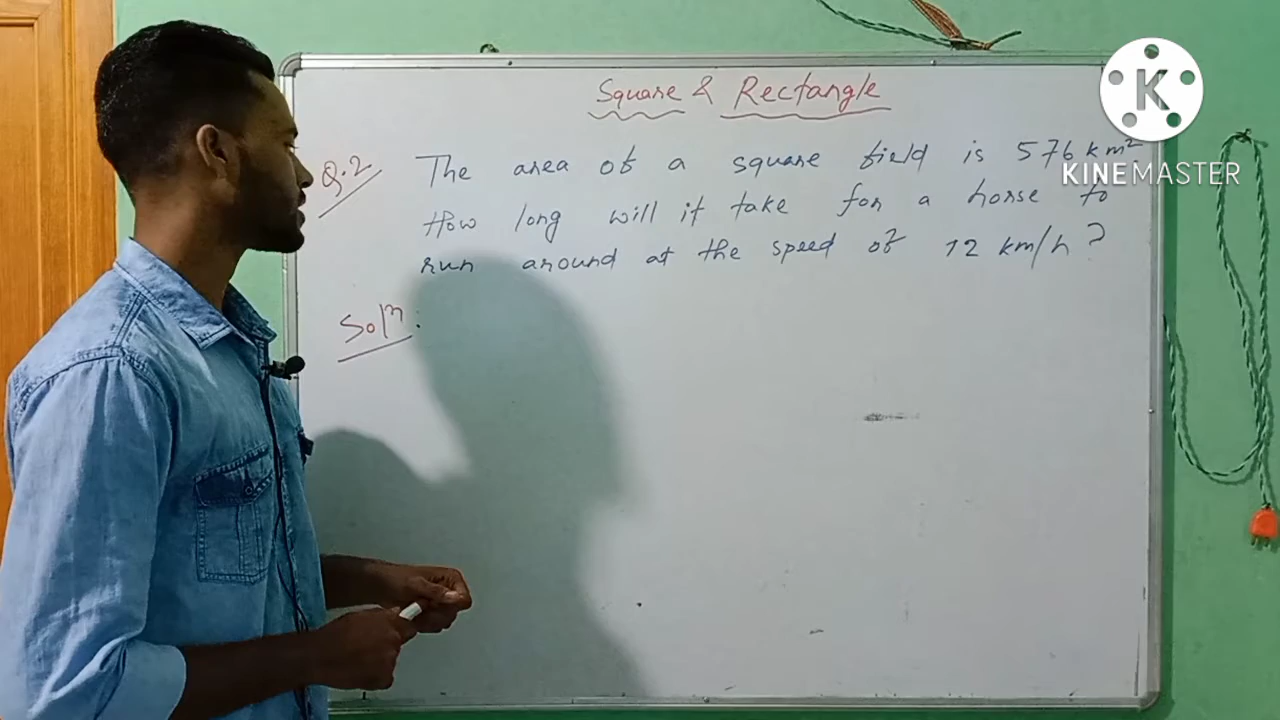 Square & Rectangle
Q.2 The area of a square field is 576 km²
How long will it take for a horse to
run around at the speed of 12 km/h?
Solⁿ:
K
KINEMASTER